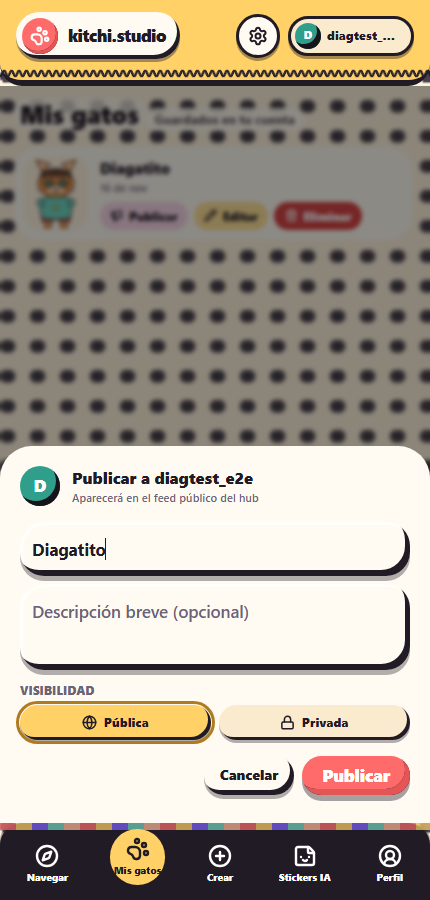 kitchi.studio
D diagtest_...
Mis gatos Guardados en tu cuenta
Diagatito
Publicar Editar Eliminar
D
Publicar a diagtest_e2e
Aparecerá en el feed público del hub
Diagatito
Descripción breve (opcional)
VISIBILIDAD
Pública Privada
Cancelar Publicar
Navegar Mis gatos Crear Stickers IA Perfil